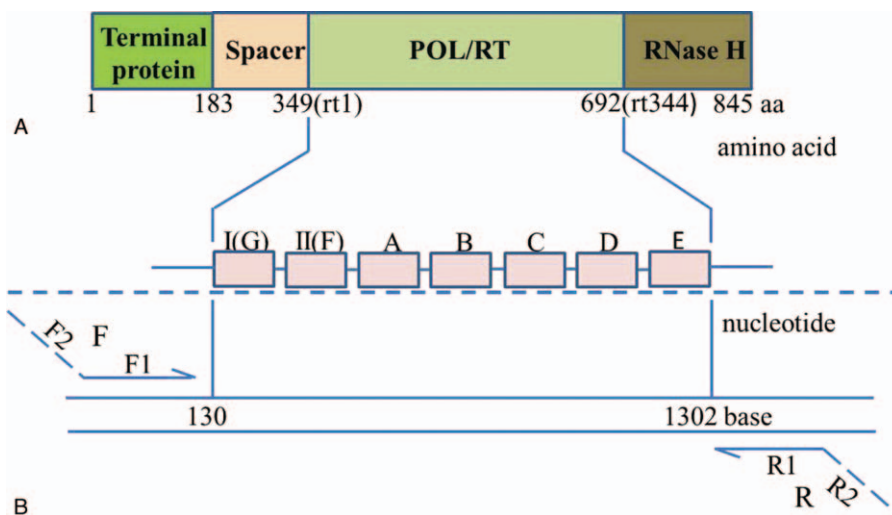 Terminal protein Spacer POL/RT RNase H
1 183 349(rt1) 692(rt344) 845 aa
A
amino acid
I(G) II(F) A B C D E
nucleotide
F2 F
F1
130 1302 base
R1
R R2
B